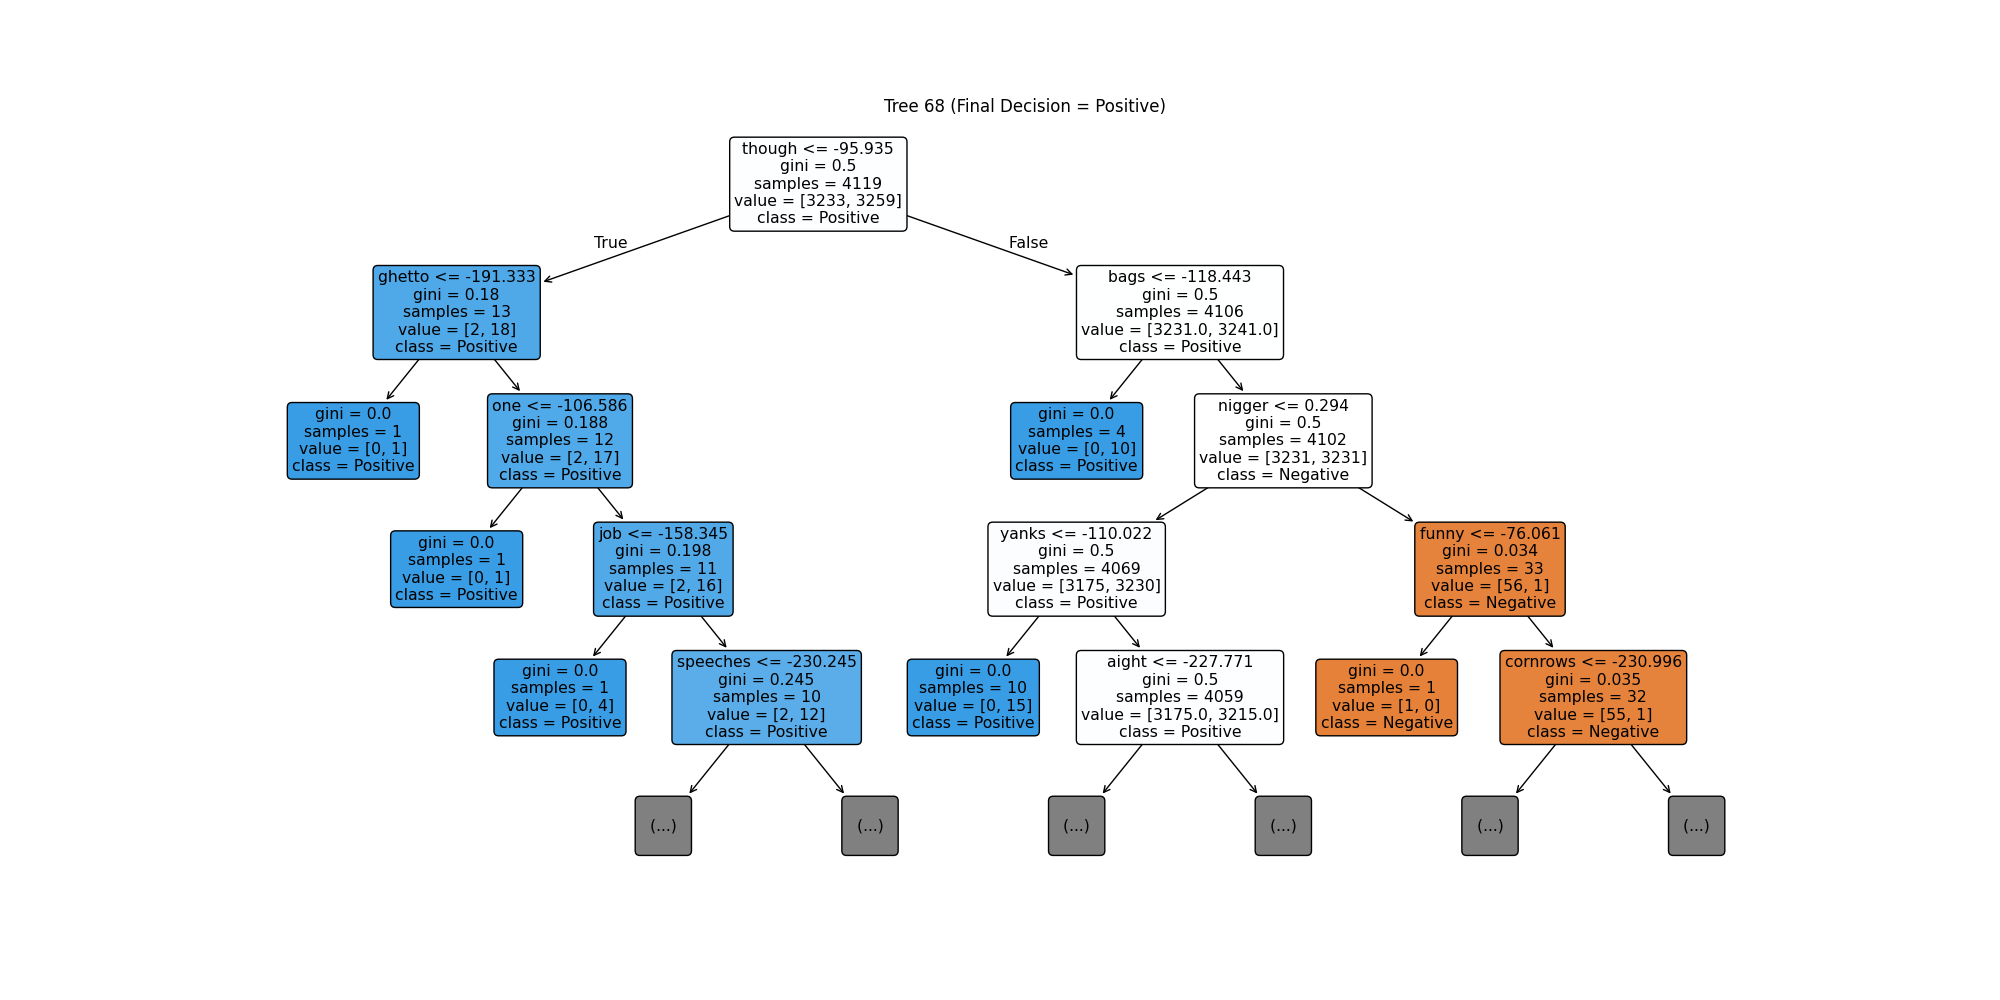 Tree 68 (Final Decision = Positive)
though <= -95.935
gini = 0.5
samples = 4119
value = [3233, 3259]
class = Positive
True
False
ghetto <= -191.333
gini = 0.18
samples = 13
value = [2, 18]
class = Positive
bags <= -118.443
gini = 0.5
samples = 4106
value = [3231.0, 3241.0]
class = Positive
gini = 0.0
samples = 1
value = [0, 1]
class = Positive
one <= -106.586
gini = 0.188
samples = 12
value = [2, 17]
class = Positive
gini = 0.0
samples = 4
value = [0, 10]
class = Positive
nigger <= 0.294
gini = 0.5
samples = 4102
value = [3231, 3231]
class = Negative
gini = 0.0
samples = 1
value = [0, 1]
class = Positive
job <= -158.345
gini = 0.198
samples = 11
value = [2, 16]
class = Positive
yanks <= -110.022
gini = 0.5
samples = 4069
value = [3175, 3230]
class = Positive
funny <= -76.061
gini = 0.034
samples = 33
value = [56, 1]
class = Negative
gini = 0.0
samples = 1
value = [0, 4]
class = Positive
speeches <= -230.245
gini = 0.245
samples = 10
value = [2, 12]
class = Positive
gini = 0.0
samples = 10
value = [0, 15]
class = Positive
aight <= -227.771
gini = 0.5
samples = 4059
value = [3175.0, 3215.0]
class = Positive
gini = 0.0
samples = 1
value = [1, 0]
class = Negative
cornrows <= -230.996
gini = 0.035
samples = 32
value = [55, 1]
class = Negative
(...)
(...)
(...)
(...)
(...)
(...)